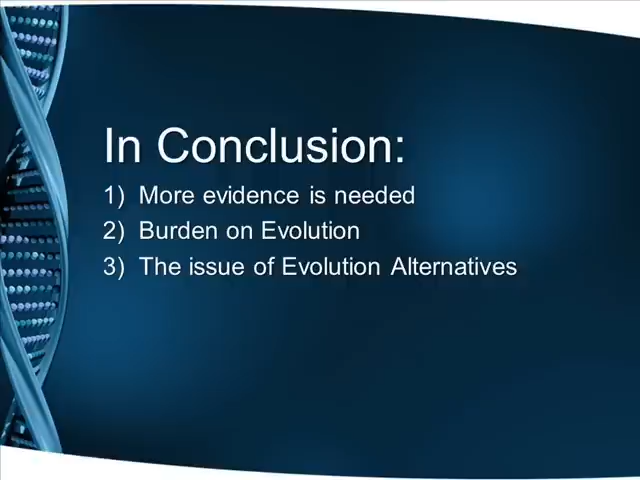 In Conclusion:
1) More evidence is needed
2) Burden on Evolution
3) The issue of Evolution Alternatives